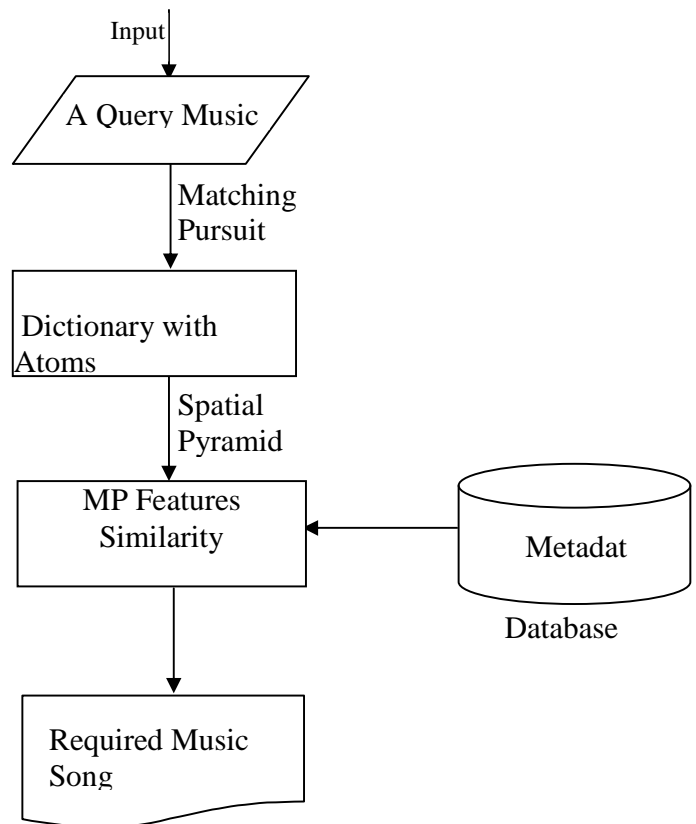 Input
A Query Music
Matching
Pursuit
Dictionary with
Atoms
Spatial
Pyramid
MP Features
Similarity
Metadat
Database
Required Music
Song